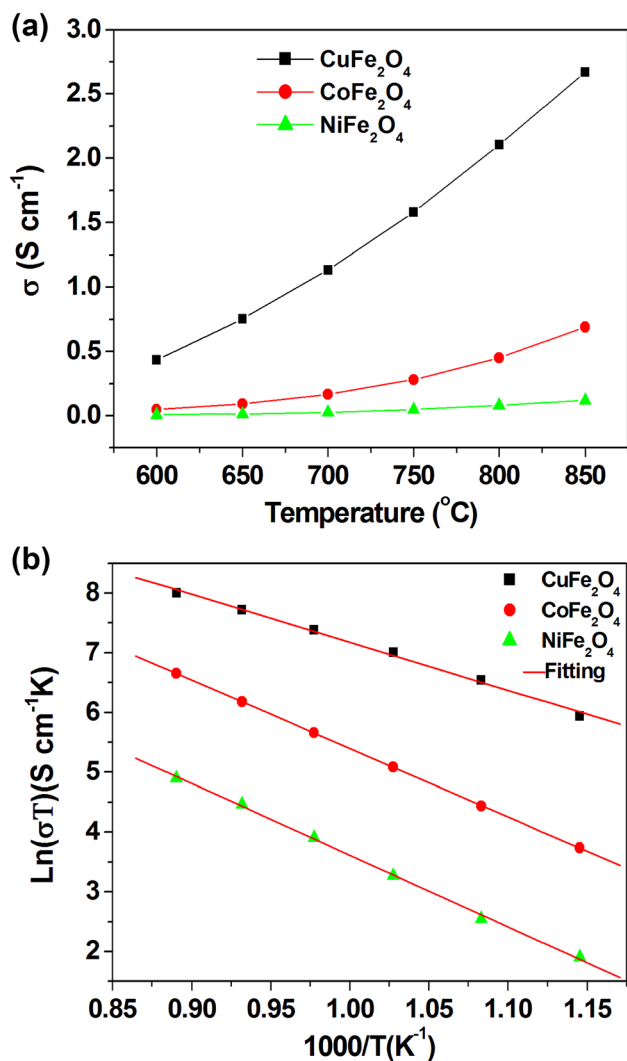 (a)
3.0
2.5
2.0
1.5
1.0
0.5
0.0
σ (S cm⁻¹)
CuFe₂O₄
CoFe₂O₄
NiFe₂O₄
600 650 700 750 800 850
Temperature (°C)
(b)
8
7
6
5
4
3
2
Ln(σT)(S cm⁻¹K)
CuFe₂O₄
CoFe₂O₄
NiFe₂O₄
Fitting
0.85 0.90 0.95 1.00 1.05 1.10 1.15
1000/T(K⁻¹)